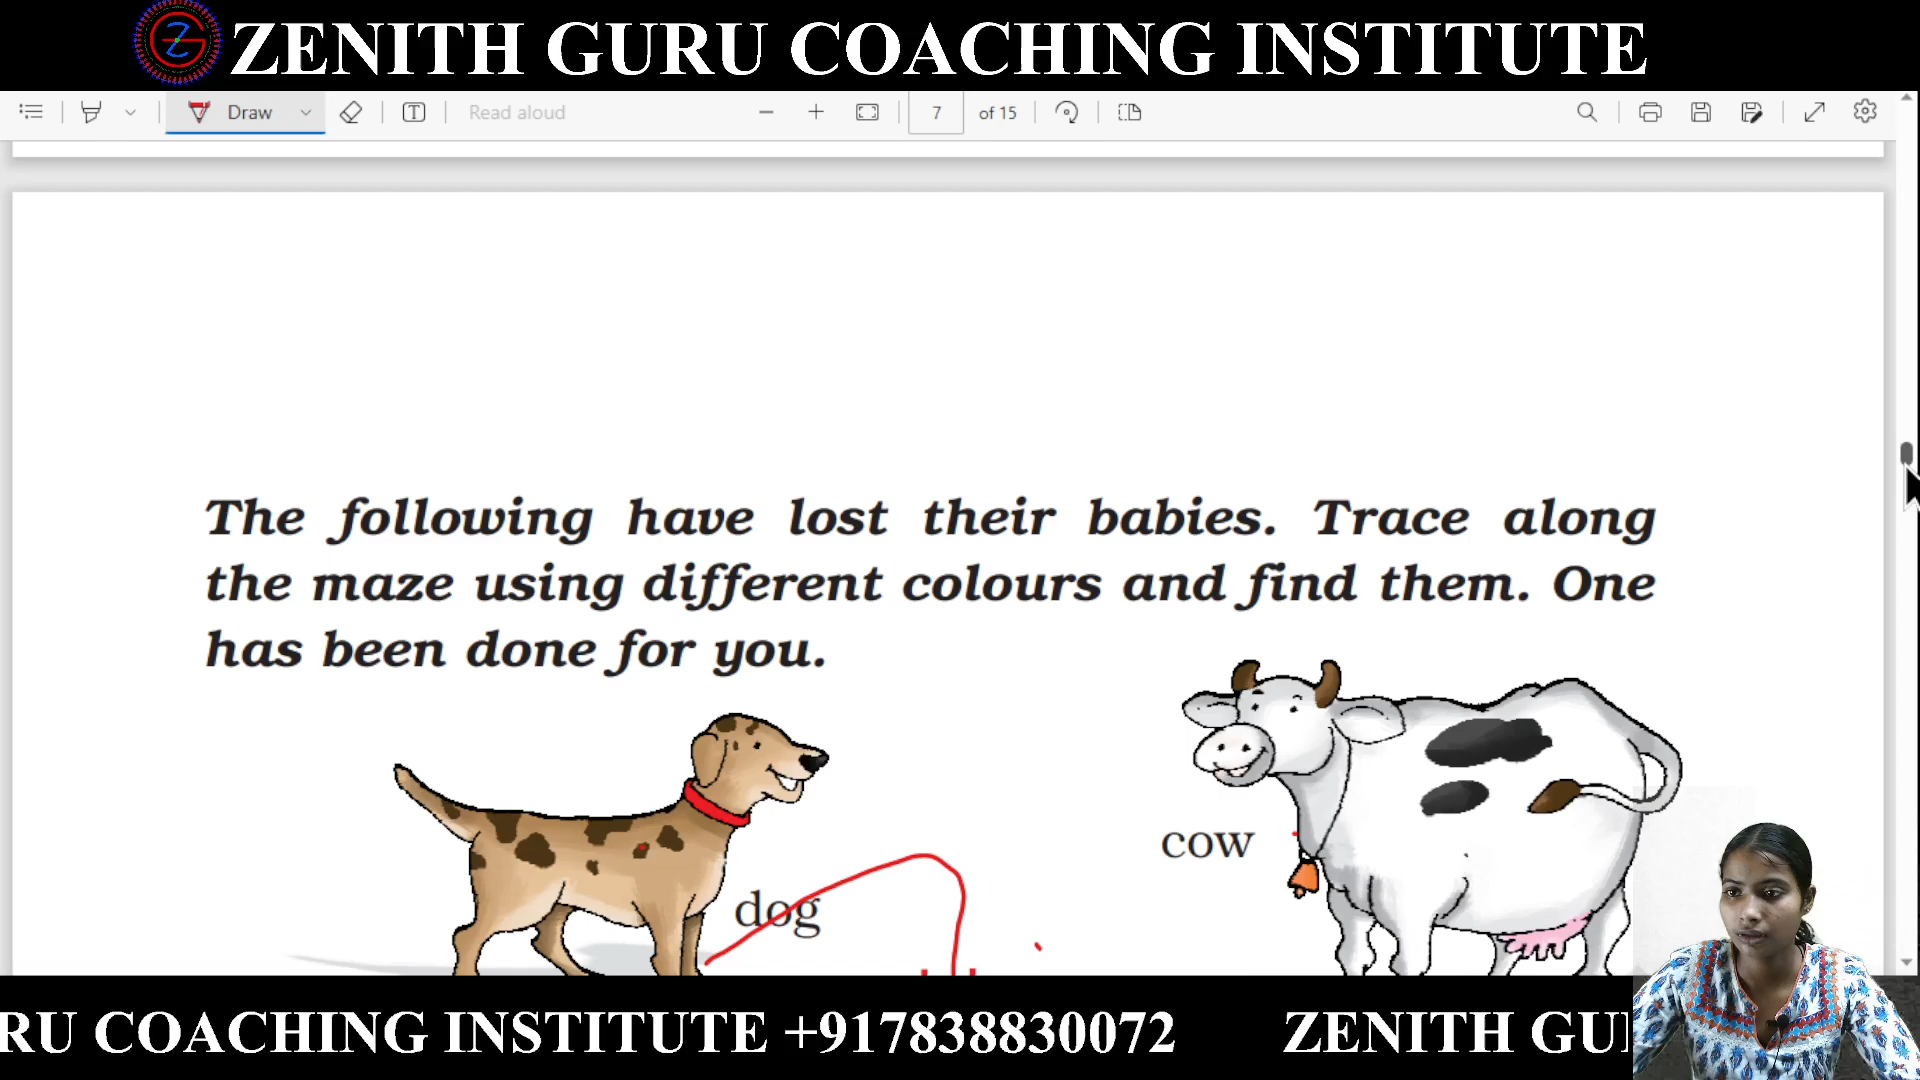 ZENITH GURU COACHING INSTITUTE
Draw
T
Read aloud
7 of 15
The following have lost their babies. Trace along
the maze using different colours and find them. One
has been done for you.
cow
dog
RU COACHING INSTITUTE +917838830072 ZENITH GU